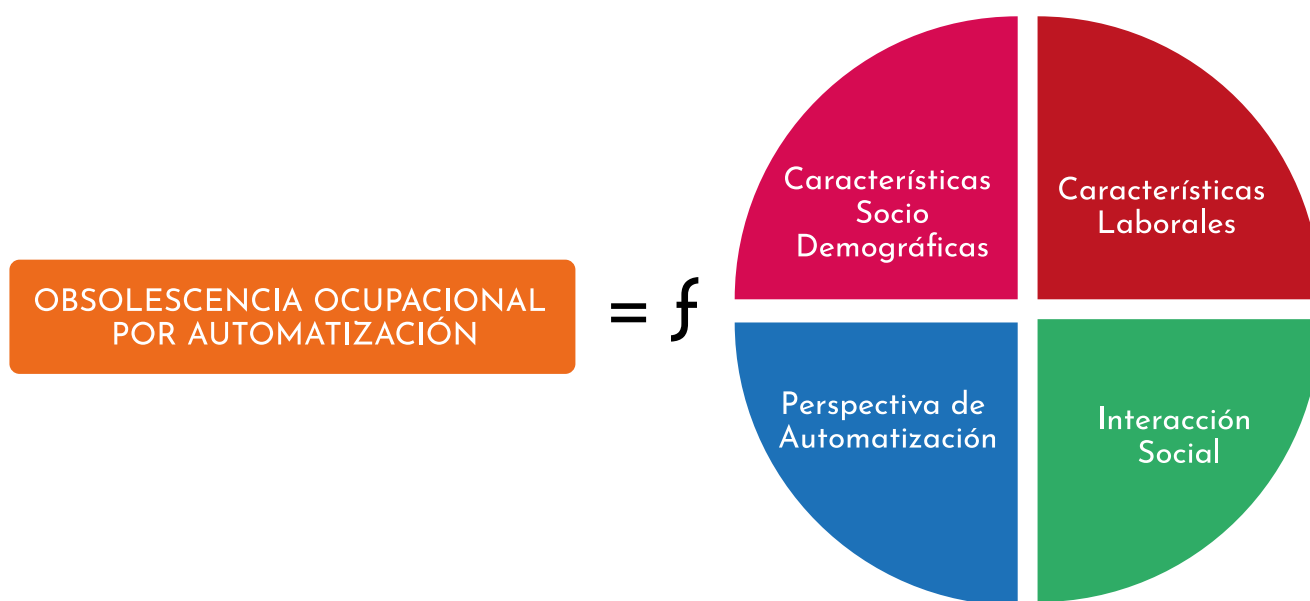 OBSOLESCENCIA OCUPACIONAL
POR AUTOMATIZACIÓN
= ƒ
Características
Socio
Demográficas
Características
Laborales
Perspectiva de
Automatización
Interacción
Social